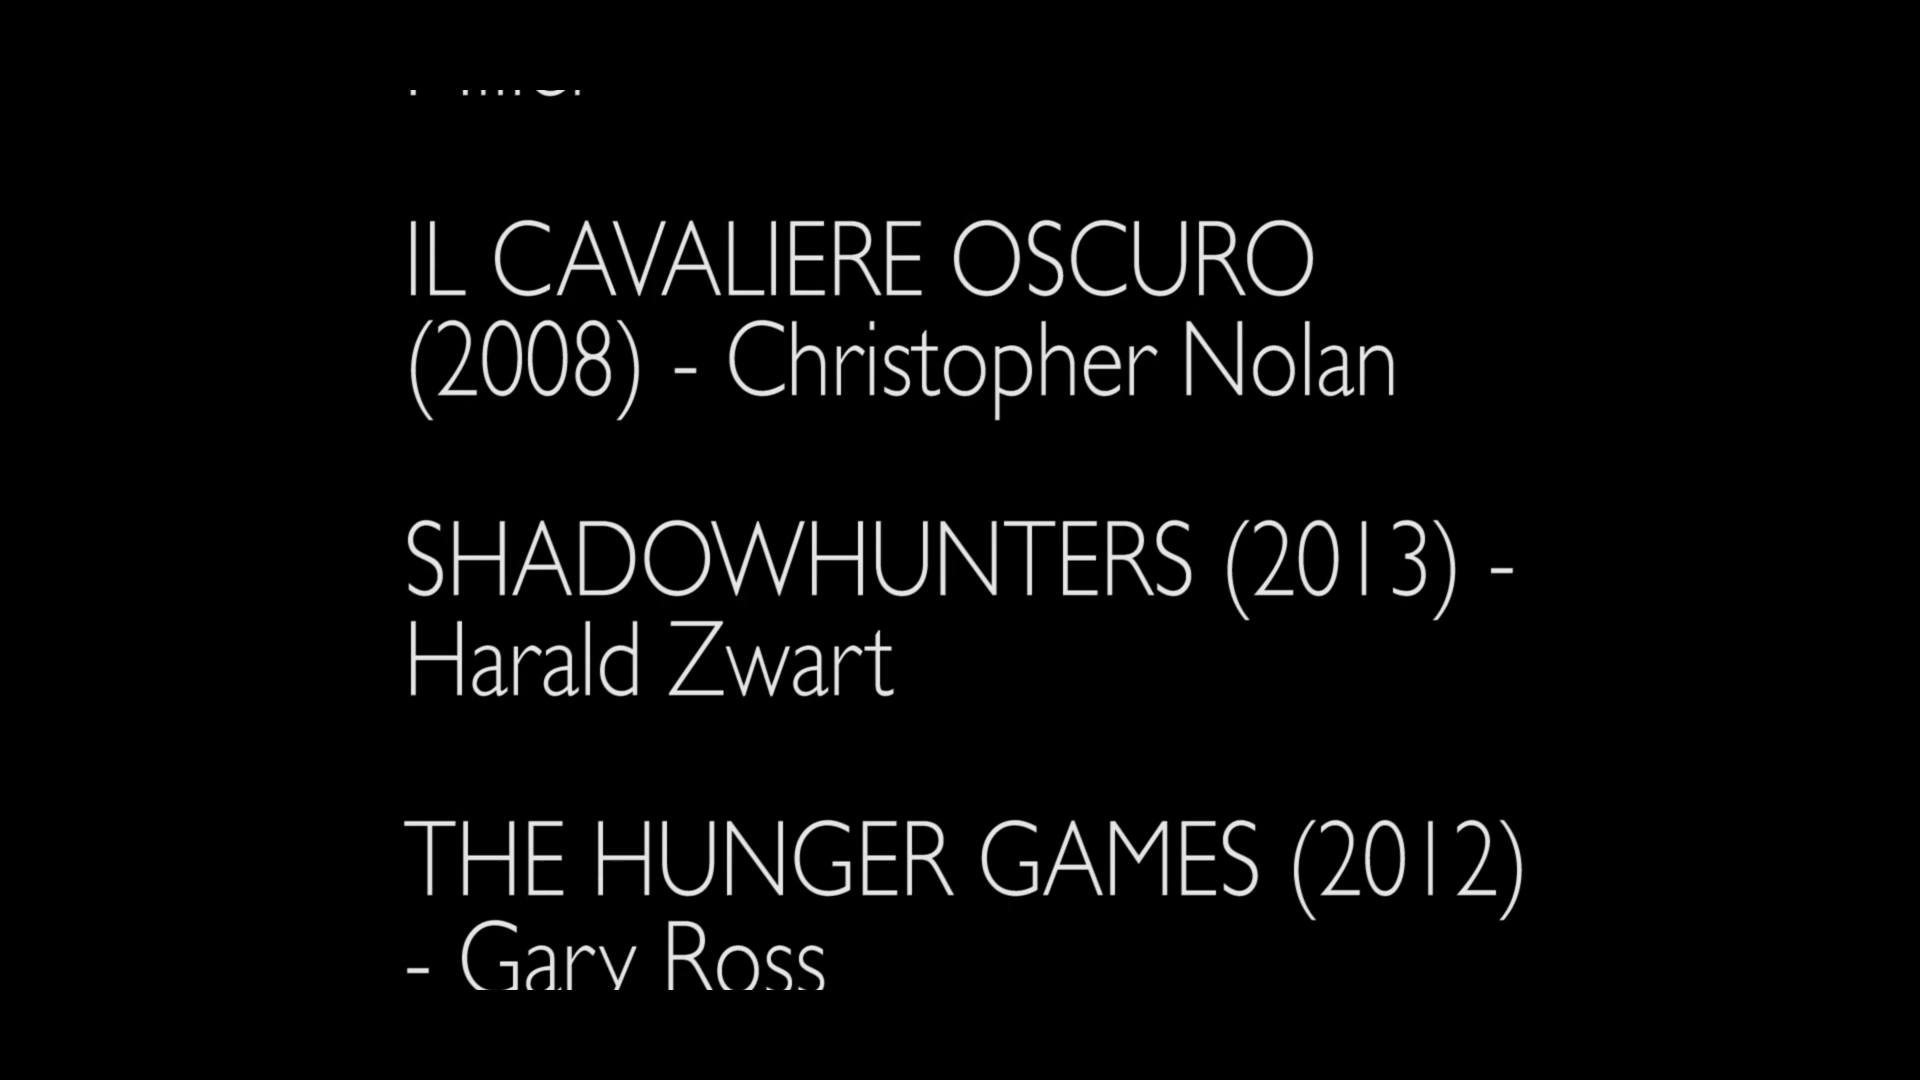 IL CAVALIERE OSCURO
(2008) - Christopher Nolan
SHADOWHUNTERS (2013) -
Harald Zwart
THE HUNGER GAMES (2012)
- Gary Ross